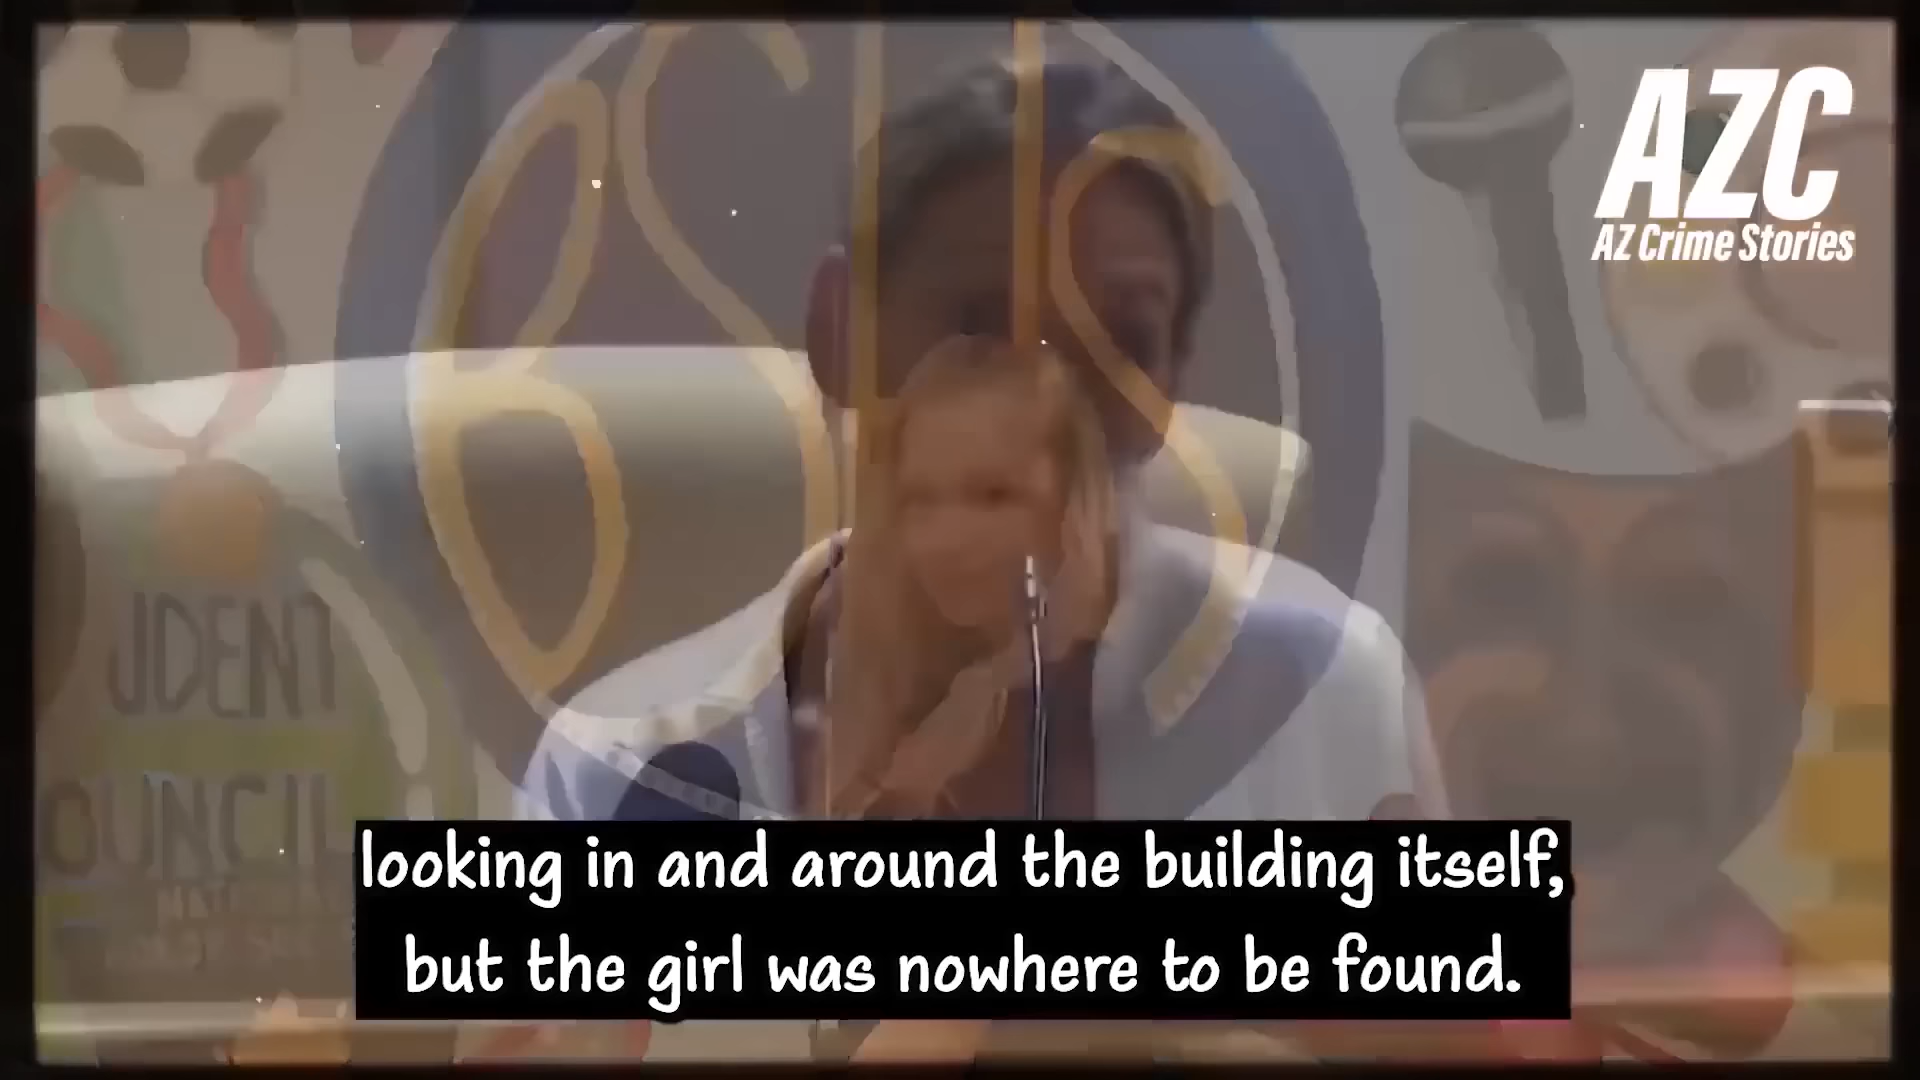 AZC
AZ Crime Stories
JDENT
OUNCIL
looking in and around the building itself,
but the girl was nowhere to be found.